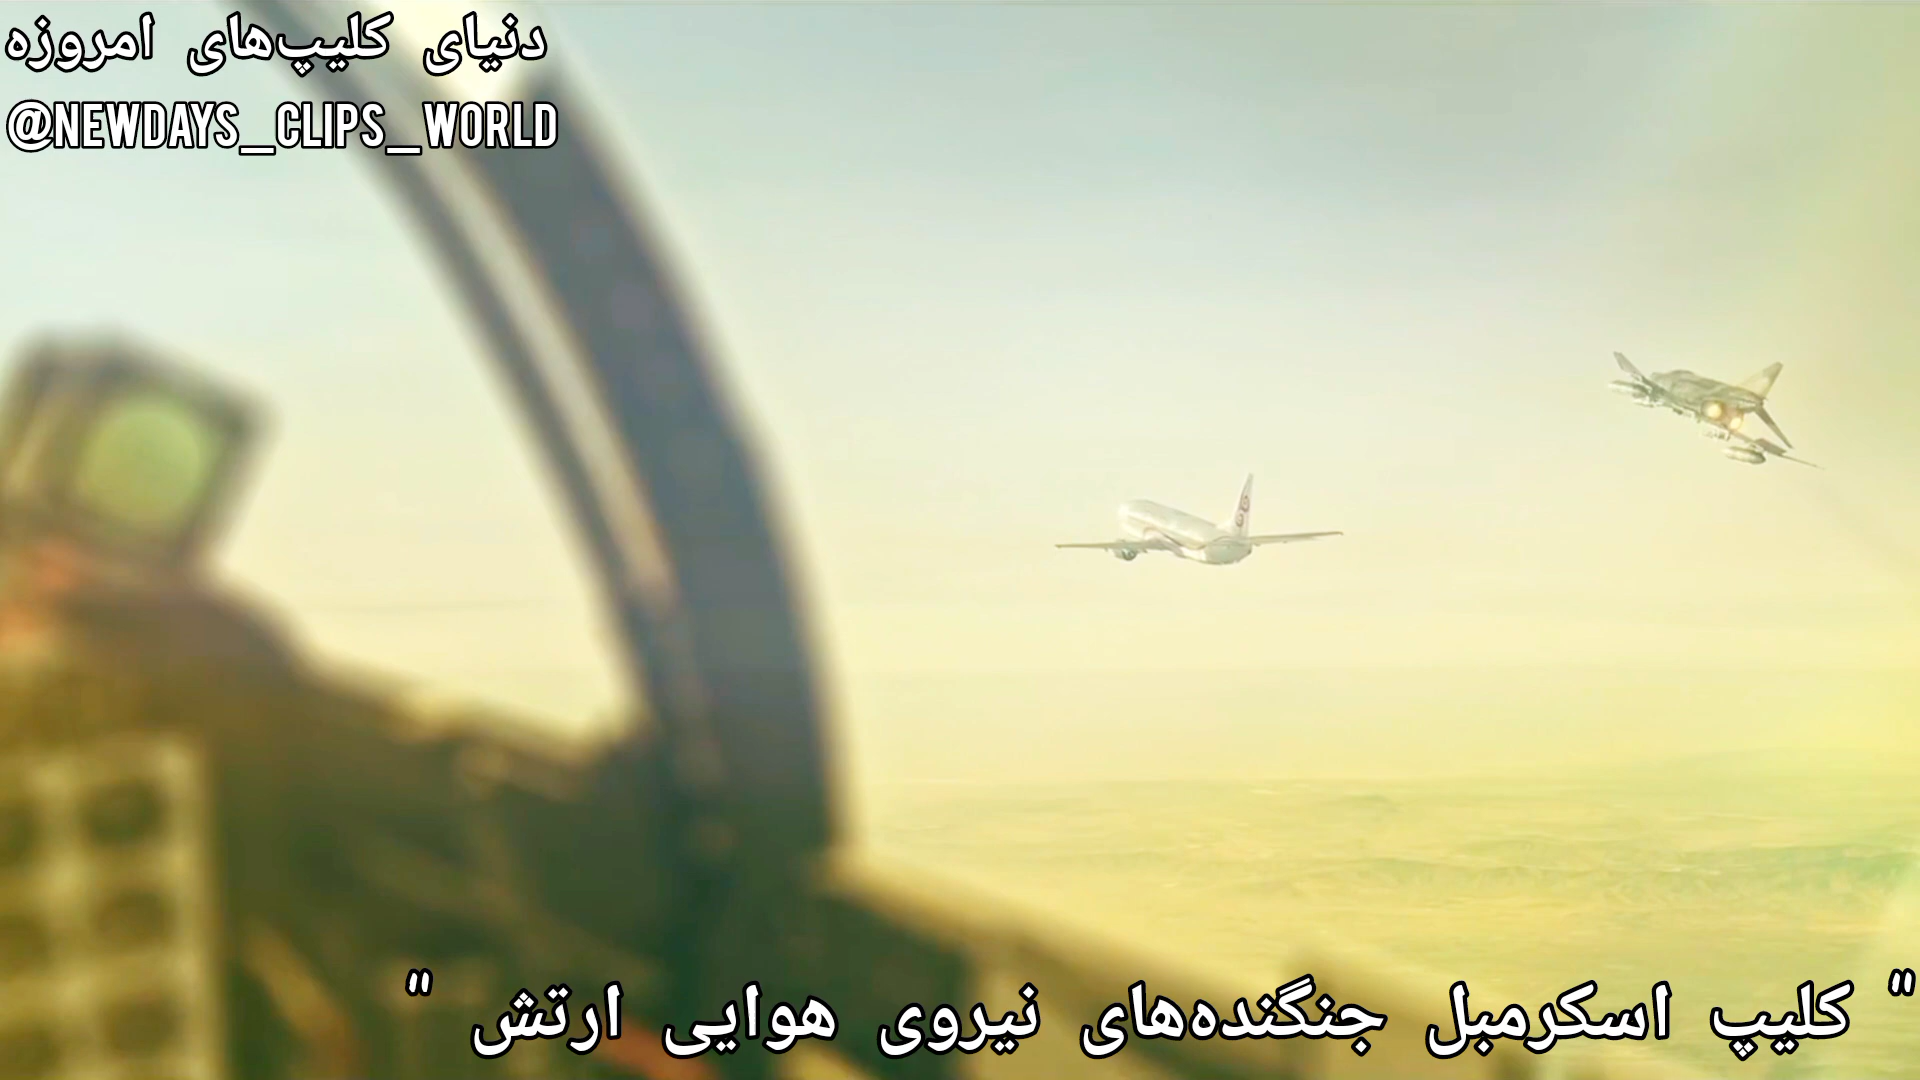 دنیای کلیپ‌های امروزه
@NEWDAYS_CLIPS_WORLD
" کلیپ اسکرمبل جنگنده‌های نیروی هوایی ارتش "